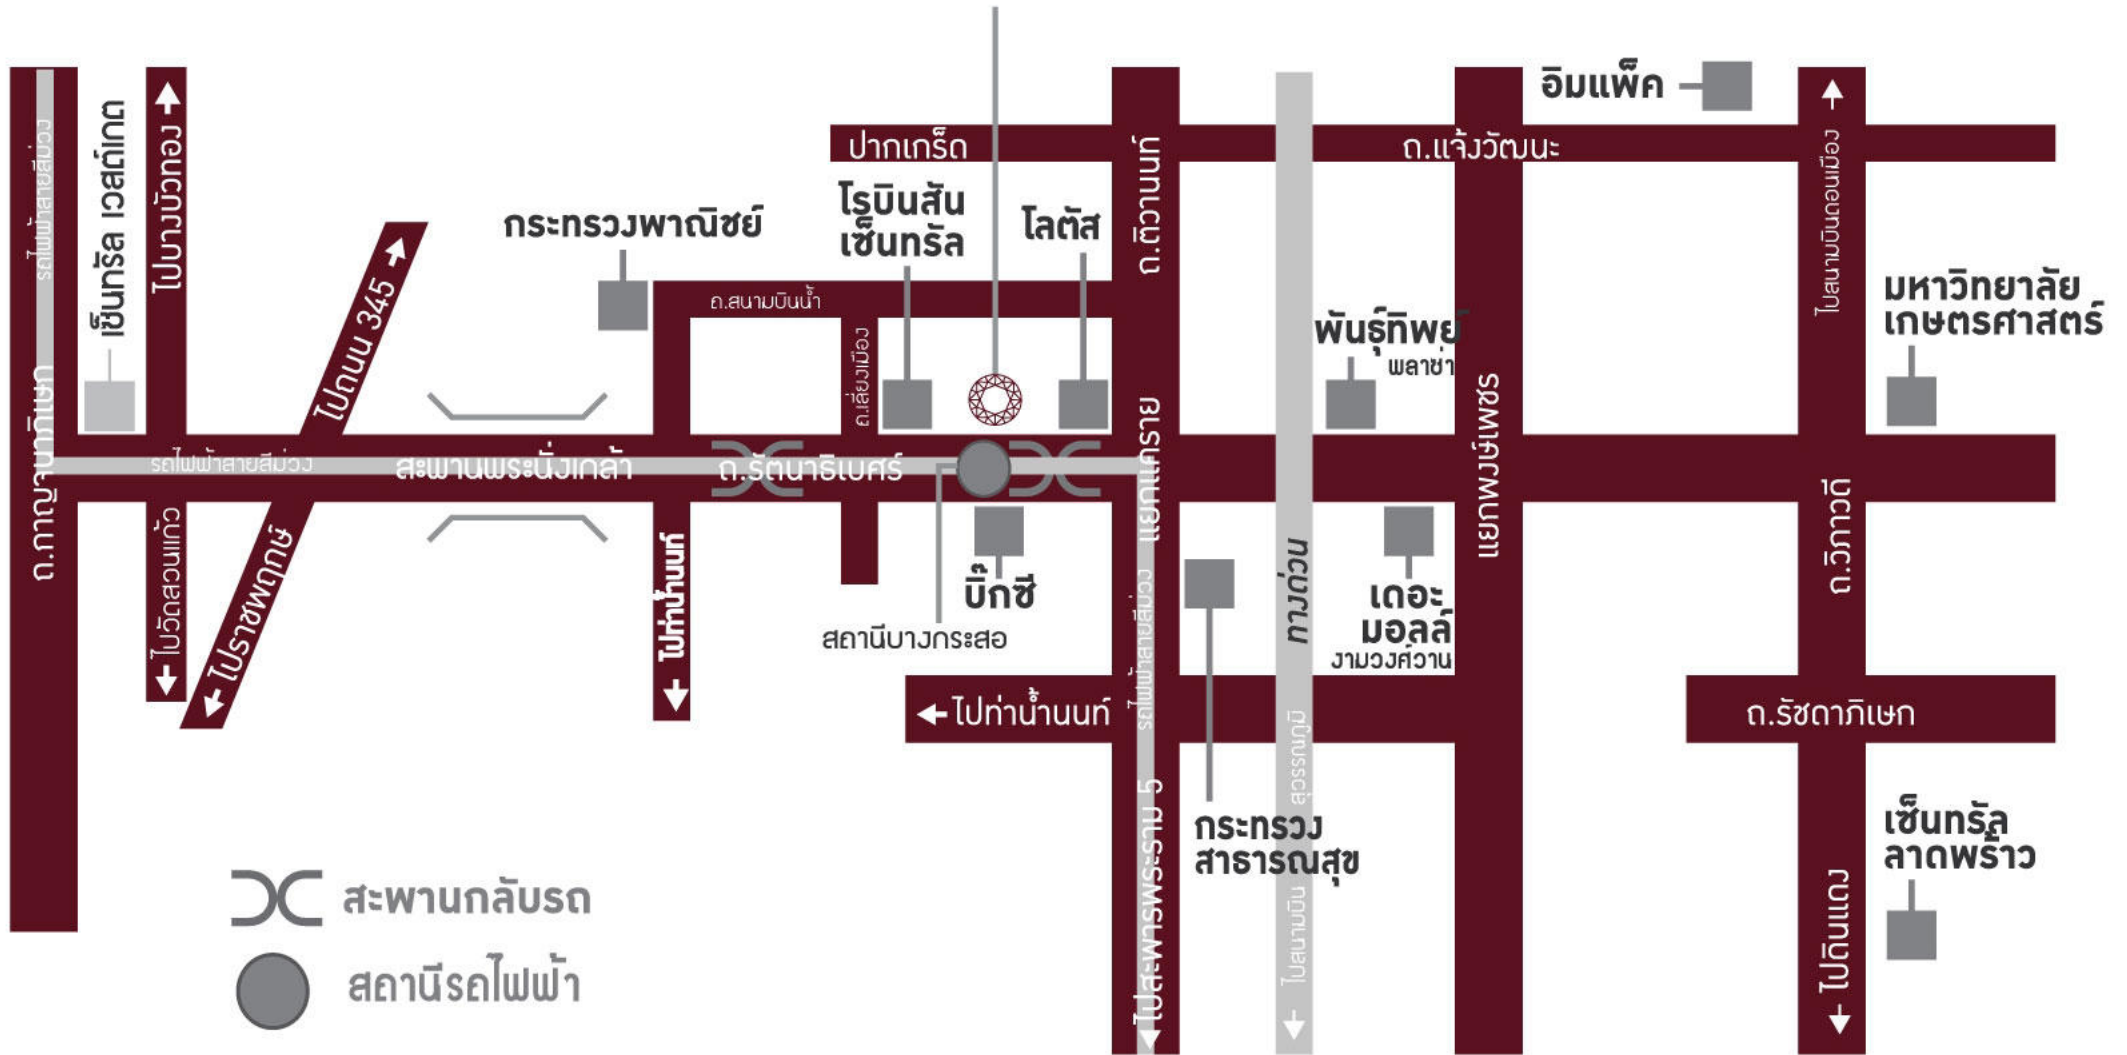 อิมแพ็ค
ปากเกร็ด
ถ.แจ้งวัฒนะ
รถไฟฟ้าสายสีม่วง
เซ็นทรัล เวสต์เกต
ไปบางบัวทอง
ไปถนน 345
กระทรวงพาณิชย์
โรบินสัน
เซ็นทรัล
โลตัส
ถ.ติวานนท์
ไปสนามบินดอนเมือง
มหาวิทยาลัย
เกษตรศาสตร์
ถ.สนามบินน้ำ
ถ.เลี่ยงเมือง
พันธุ์ทิพย์
พลาซ่า
ถ.กาญจนาภิเษก
รถไฟฟ้าสายสีม่วง
สะพานพระนั่งเกล้า
ถ.รัตนาธิเบศร์
แยกแคราย
แยกพงศ์เพชร
ถ.วิภาวดี
ไปวัดสวนแก้ว
ไปราชพฤกษ์
ไปท่าน้ำนนท์
บิ๊กซี
สถานีบางกระสอ
รถไฟฟ้าสายสีม่วง
ทางด่วน
เดอะ
มอลล์
งามวงศ์วาน
ไปท่าน้ำนนท์
ถ.รัชดาภิเษก
ไปสะพารพระราม 5
กระทรวง
สาธารณสุข
ไปสนามบิน สุวรรณภูมิ
เซ็นทรัล
ลาดพร้าว
ไปดินแดง
สะพานกลับรถ
สถานีรถไฟฟ้า